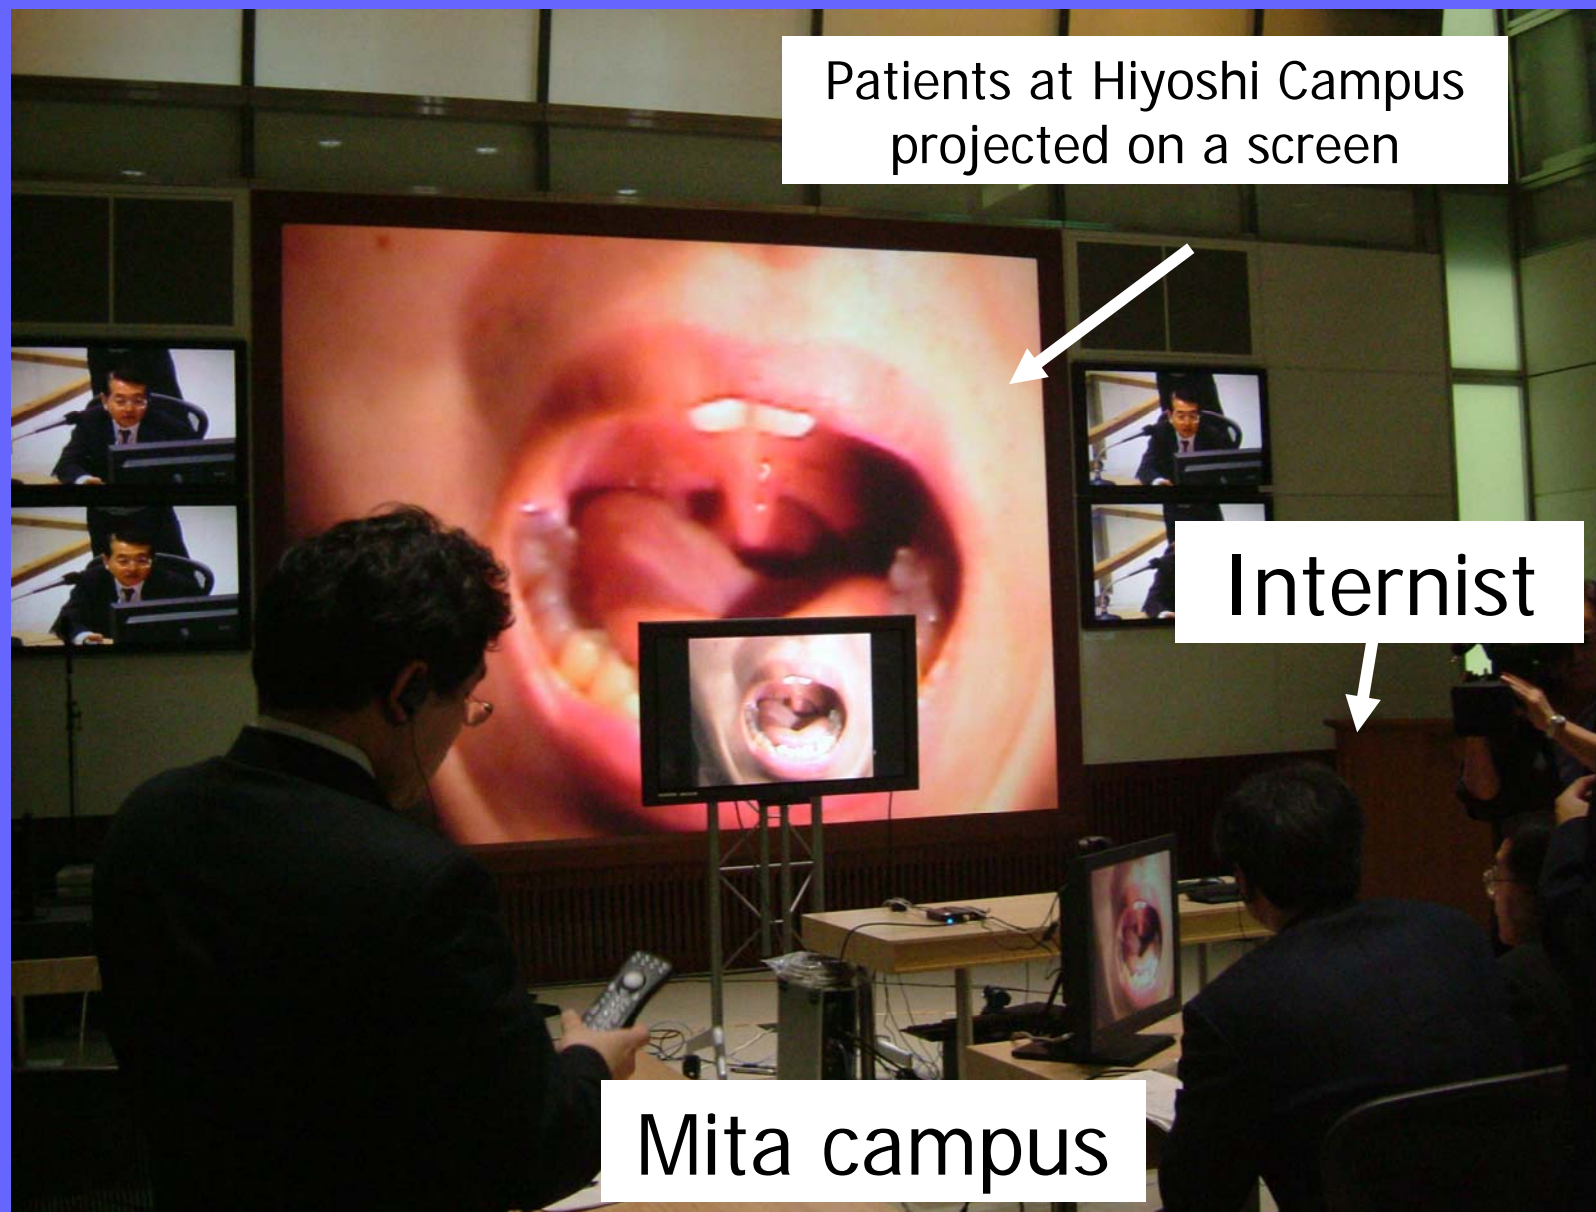 Patients at Hiyoshi Campus
projected on a screen
Internist
Mita campus